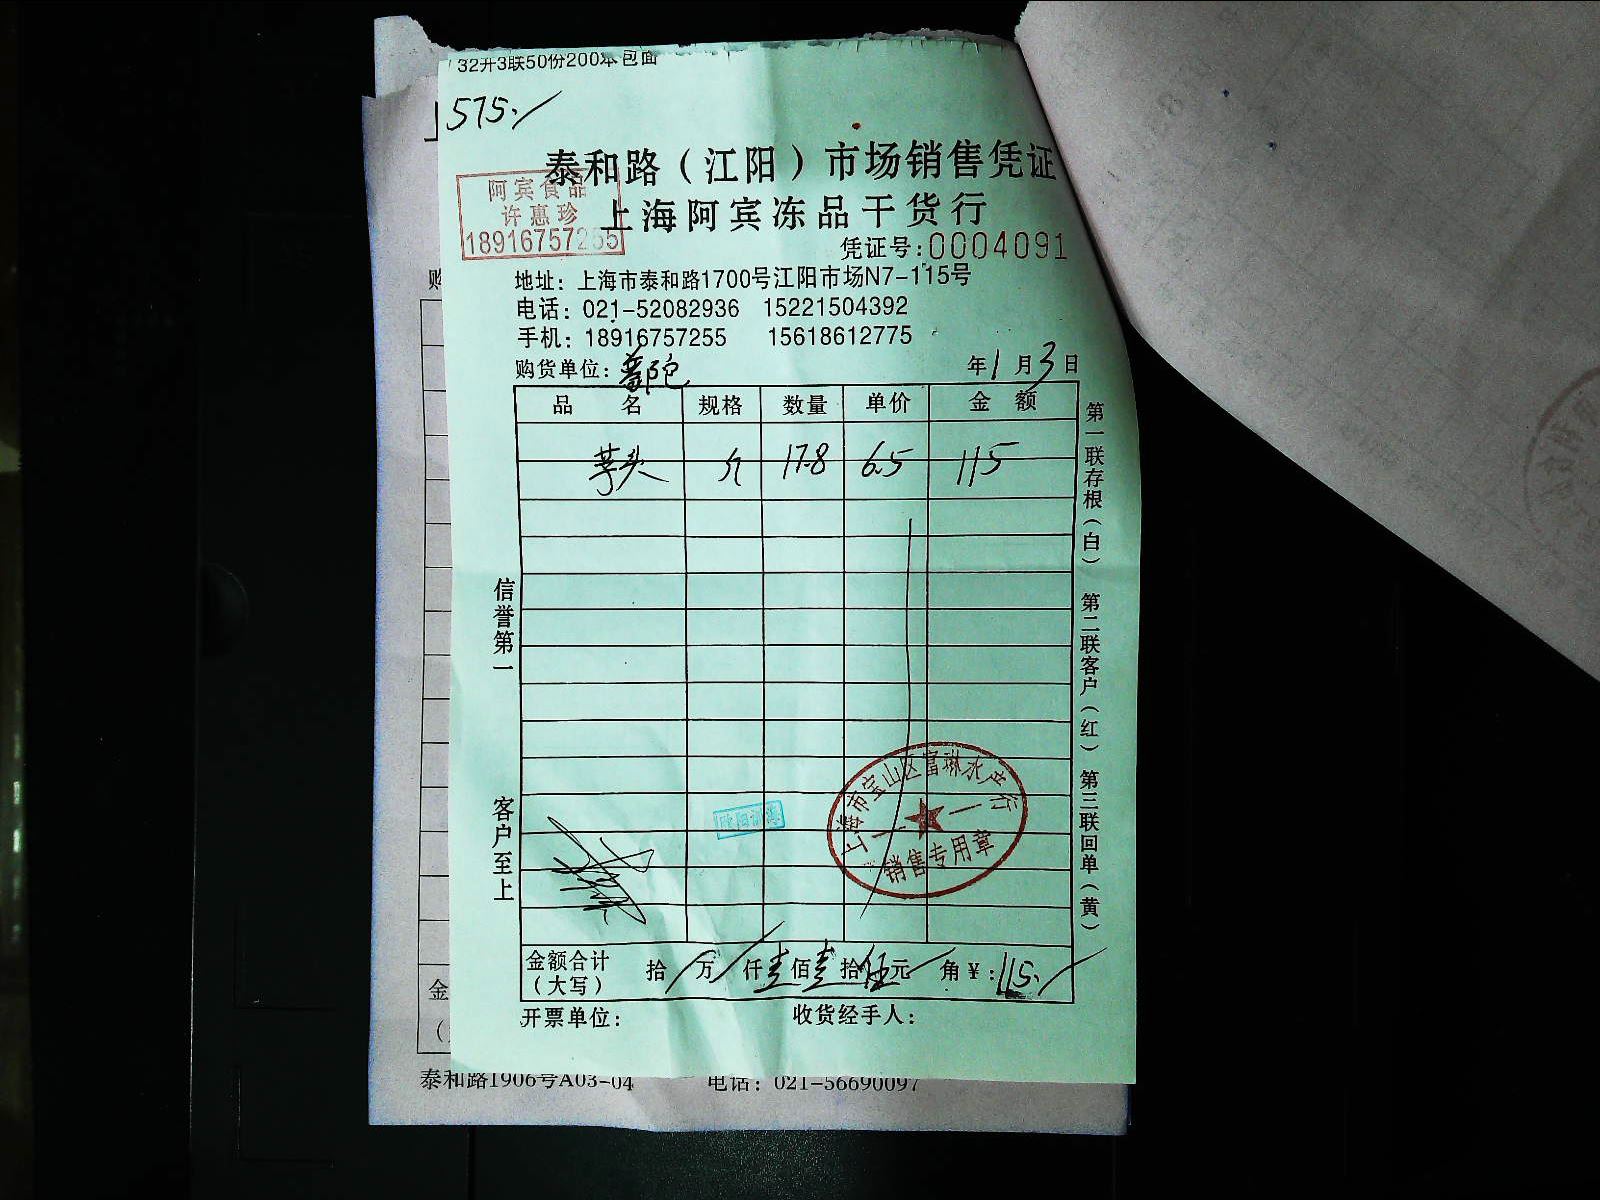 32开3联50份200本包面
575.
泰和路（江阳）市场销售凭证
阿宾食品
许惠珍
18916757255
上海阿宾冻品干货行
凭证号:0004091
地址：上海市泰和路1700号江阳市场N7-115号
电话：021-52082936 15221504392
手机：18916757255 15618612775
购货单位：普陀 年1月3日
品 名 规格 数量 单价 金 额
芋头 17.8 6.5 115
第一联存根（白） 第二联客户（红） 第三联回单（黄）
信誉第一
客户至上
上海市宝山区富琳水产行
销售专用章
金额合计（大写） 拾 万 仟壹佰壹拾伍元 角￥:115.
开票单位： 收货经手人：
购
金
泰和路1906号A03-04 电话：021-56690097